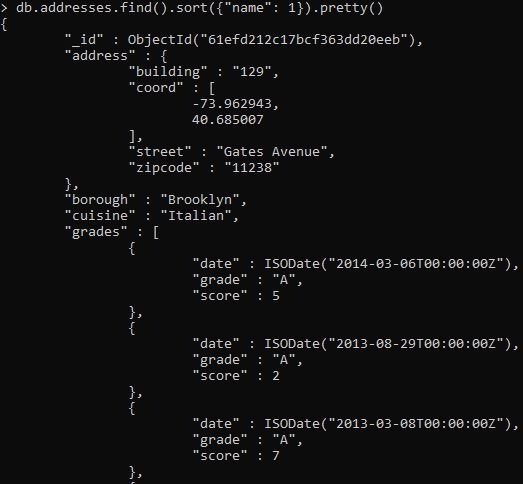 > db.addresses.find().sort({"name": 1}).pretty()
{
        "_id" : ObjectId("61efd212c17bcf363dd20eeb"),
        "address" : {
                "building" : "129",
                "coord" : [
                        -73.962943,
                        40.685007
                ],
                "street" : "Gates Avenue",
                "zipcode" : "11238"
        },
        "borough" : "Brooklyn",
        "cuisine" : "Italian",
        "grades" : [
                {
                        "date" : ISODate("2014-03-06T00:00:00Z"),
                        "grade" : "A",
                        "score" : 5
                },
                {
                        "date" : ISODate("2013-08-29T00:00:00Z"),
                        "grade" : "A",
                        "score" : 2
                },
                {
                        "date" : ISODate("2013-03-08T00:00:00Z"),
                        "grade" : "A",
                        "score" : 7
                },
                {